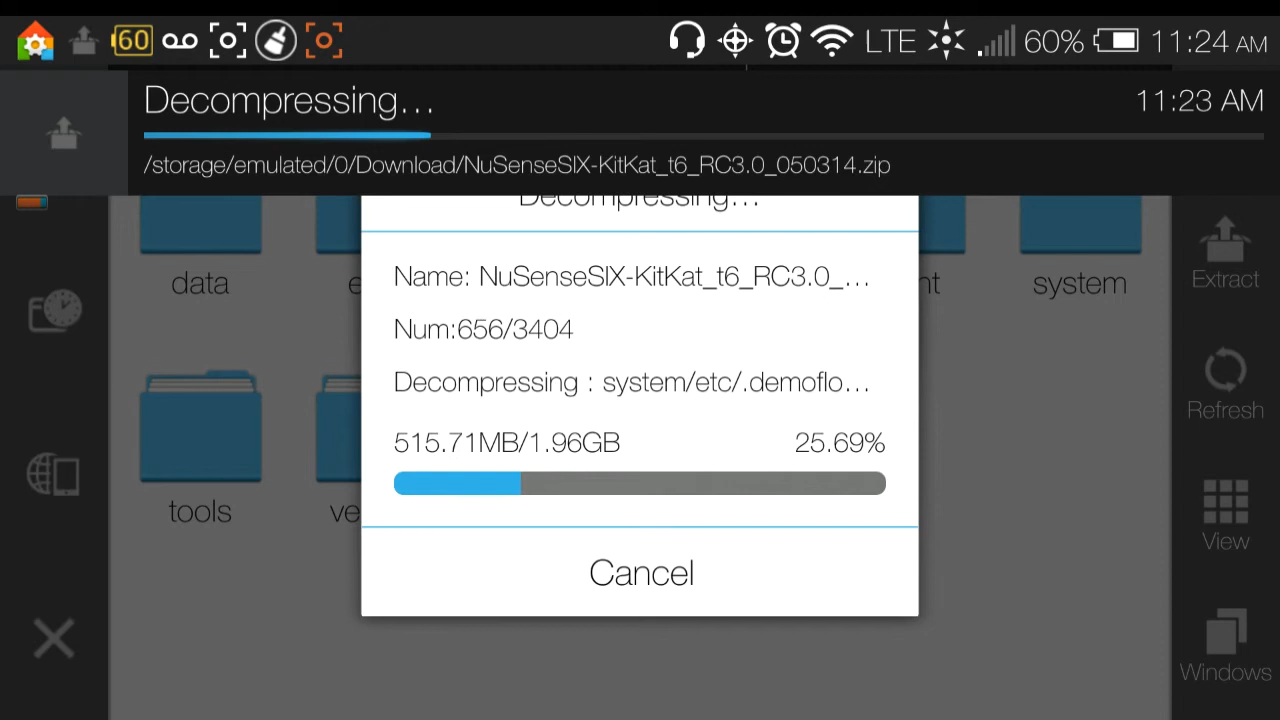 60 LTE 60% 11:24 AM
Decompressing... 11:23 AM
/storage/emulated/0/Download/NuSenseSIX-KitKat_t6_RC3.0_050314.zip
Decompressing...
Name: NuSenseSIX-KitKat_t6_RC3.0_...
data system Extract
Num:656/3404
Decompressing : system/etc/.demoflo...
Refresh
515.71MB/1.96GB 25.69%
tools ve
View
Cancel
Windows